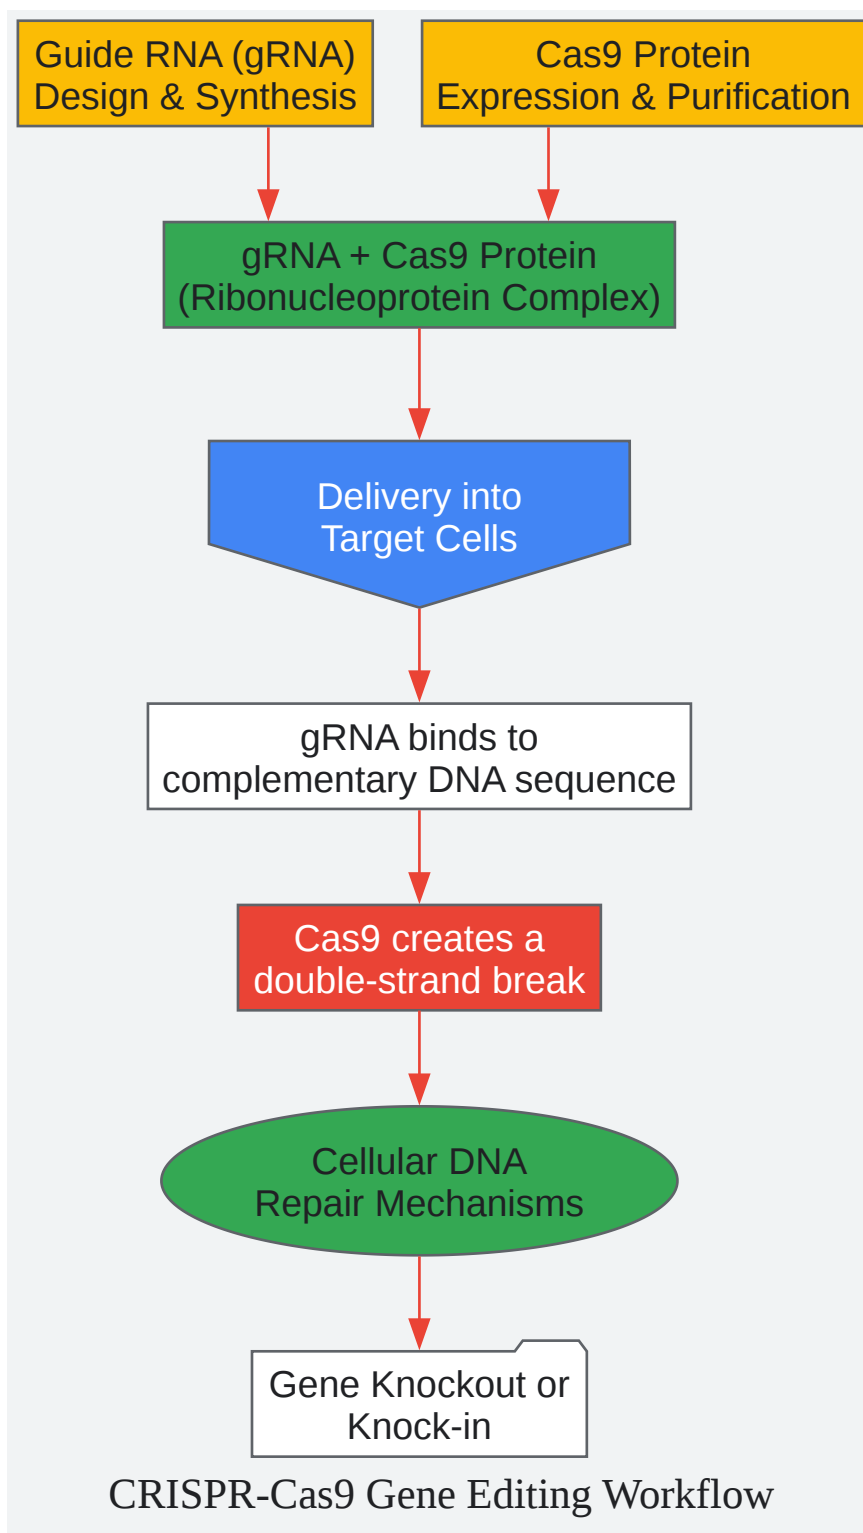 Guide RNA (gRNA)
Design & Synthesis
Cas9 Protein
Expression & Purification
gRNA + Cas9 Protein
(Ribonucleoprotein Complex)
Delivery into
Target Cells
gRNA binds to
complementary DNA sequence
Cas9 creates a
double-strand break
Cellular DNA
Repair Mechanisms
Gene Knockout or
Knock-in
CRISPR-Cas9 Gene Editing Workflow